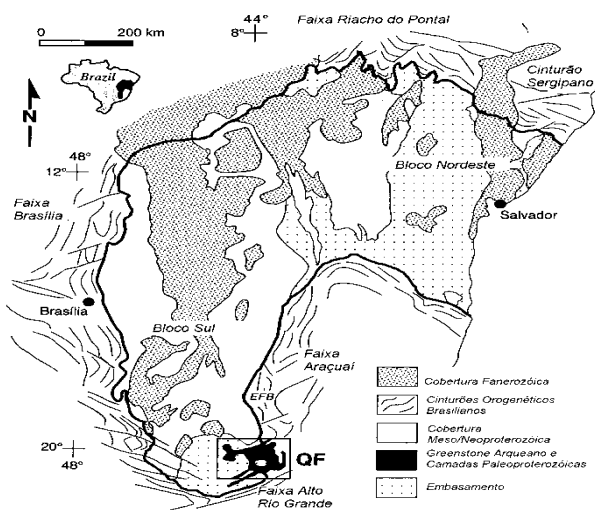 Faixa Riacho do Pontal
44°
8°
0 200 km
Brazil
N
Cinturão
Sergipano
48°
12°
Bloco Nordeste
Faixa
Brasília
Salvador
Brasília
Bloco Sul
Faixa
Araçuaí
EFB
Cobertura Fanerozóica
Cinturões Orogenéticos
Brasilianos
Cobertura
Meso/Neoproterozóica
Greenstone Arqueano e
Camadas Paleoproterozóicas
Embasamento
20°
48°
QF
Faixa Alto
Rio Grande